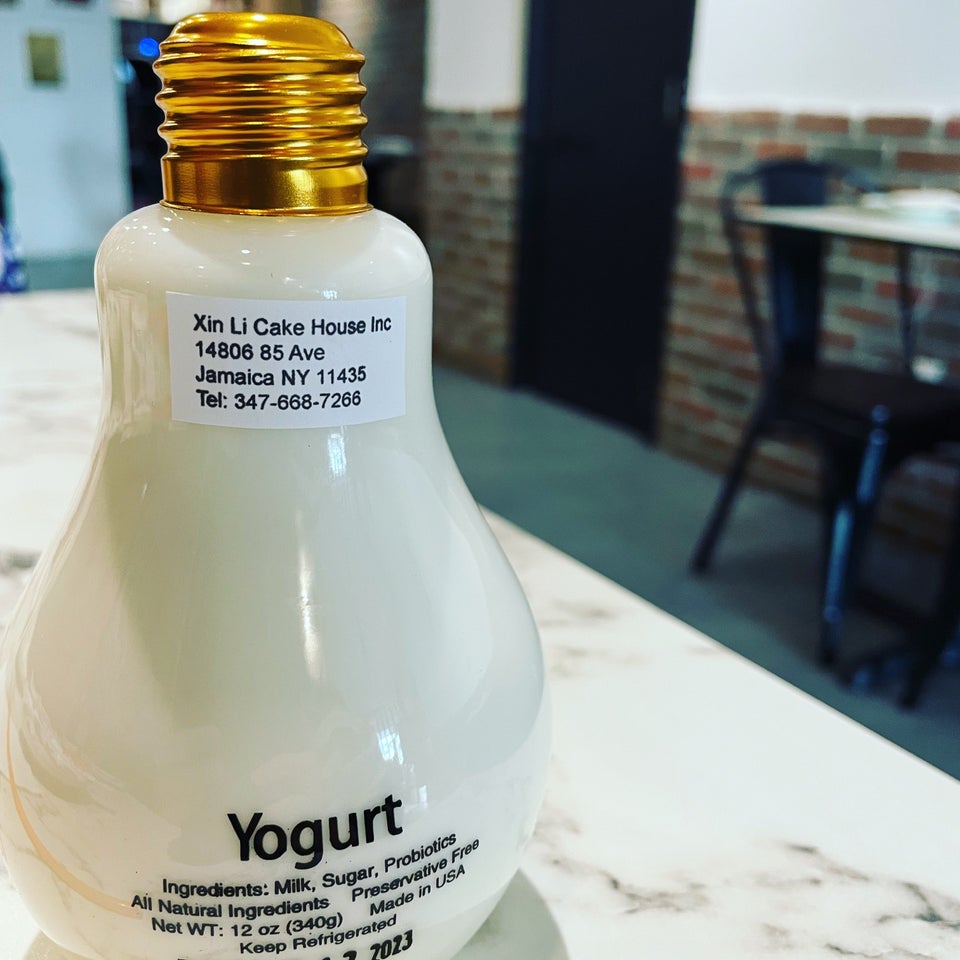 Xin Li Cake House Inc
14806 85 Ave
Jamaica NY 11435
Tel: 347-668-7266
Yogurt
Ingredients: Milk, Sugar, Probiotics
All Natural Ingredients Preservative Free
Net WT: 12 oz (340g) Made in USA
Keep Refrigerated
2023